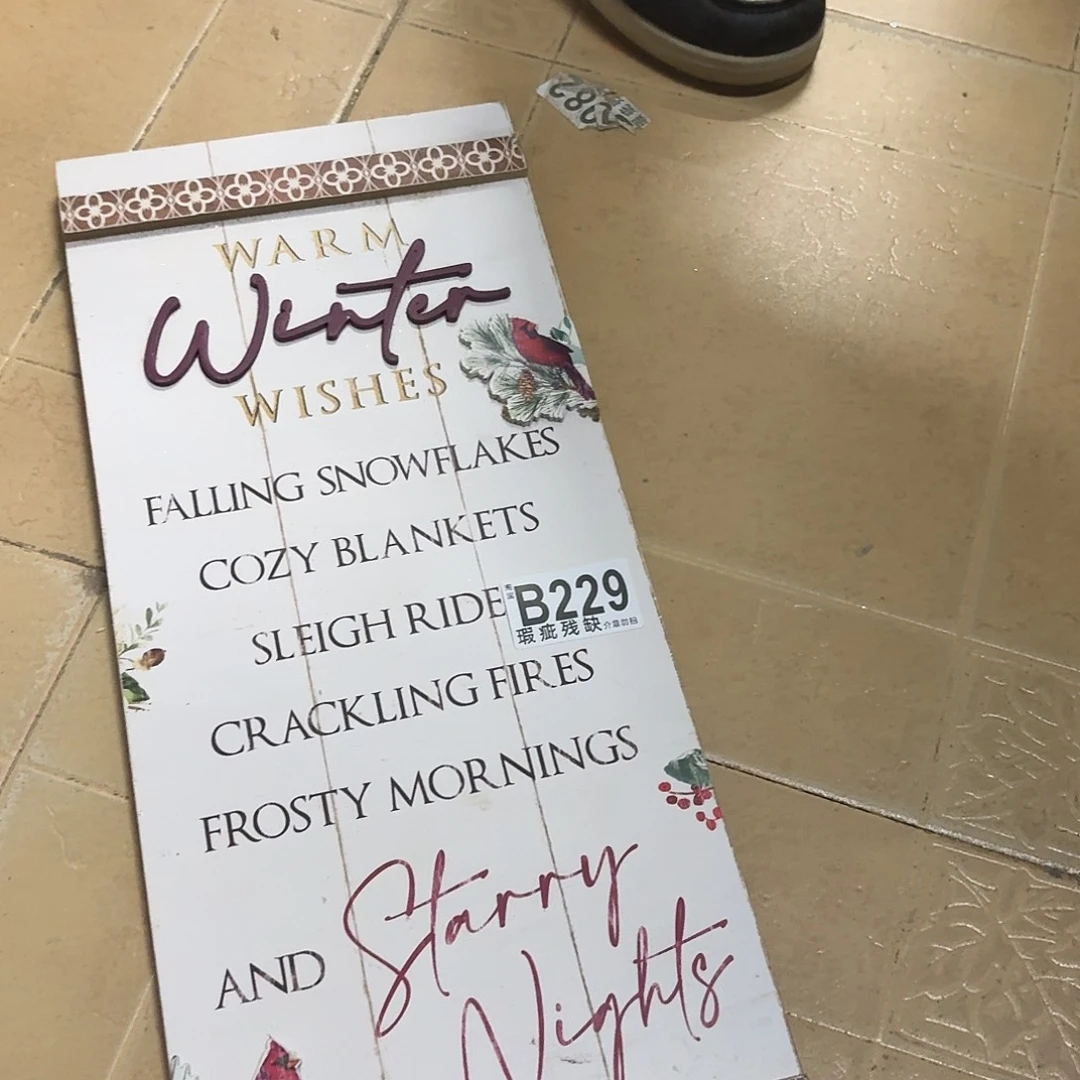 282
WARM
Winter
WISHES
FALLING SNOWFLAKES
COZY BLANKETS
SLEIGH RIDE
B229
瑕疵残缺
CRACKLING FIRES
FROSTY MORNINGS
AND Starry
Nights